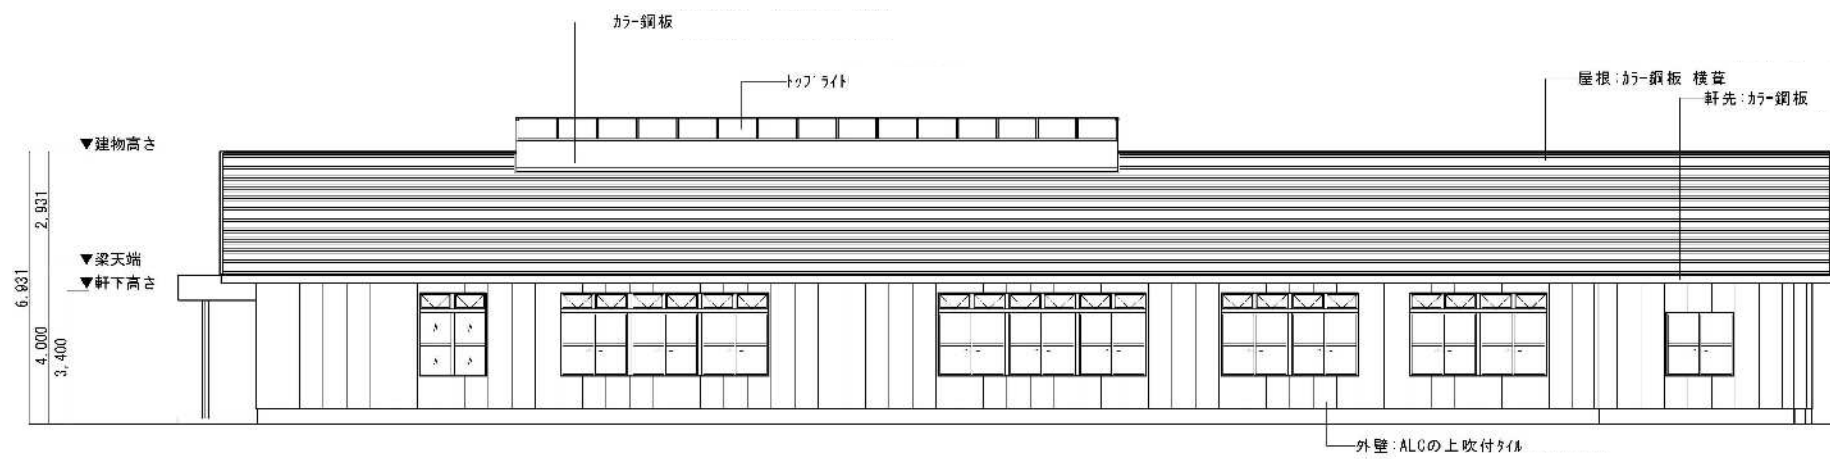 ｶﾗｰ鋼板
ﾄｯﾌﾟﾗｲﾄ
屋根:ｶﾗｰ鋼板 横葺
軒先:ｶﾗｰ鋼板
▼建物高さ
2,931
▼梁天端
▼軒下高さ
6,931
4,000
3,400
外壁:ALCの上吹付ﾀｲﾙ